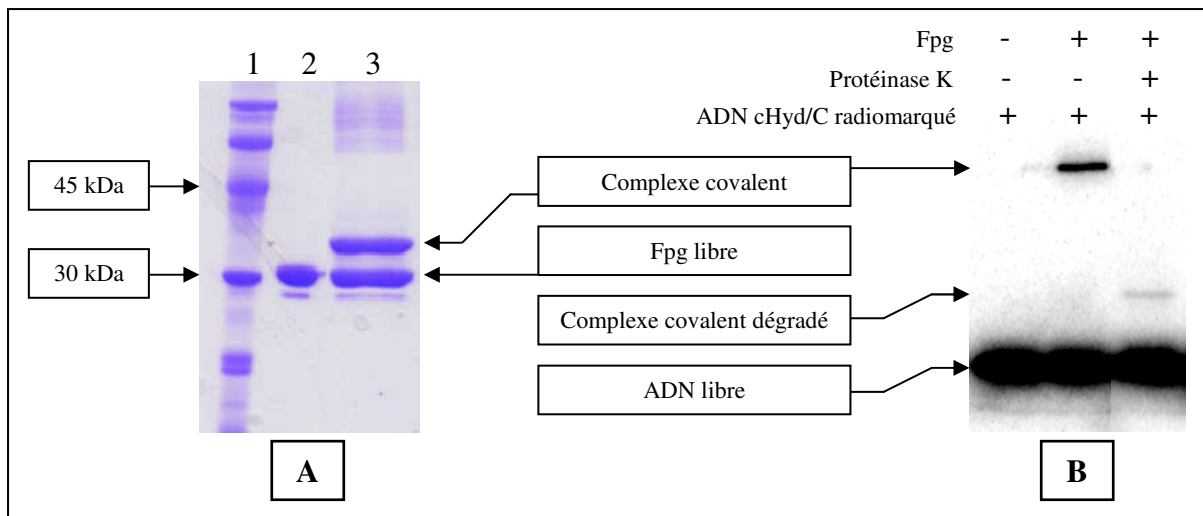 Fpg - + +
Protéinase K - - +
ADN cHyd/C radiomarqué + + +
1 2 3
45 kDa
30 kDa
Complexe covalent
Fpg libre
Complexe covalent dégradé
ADN libre
A
B